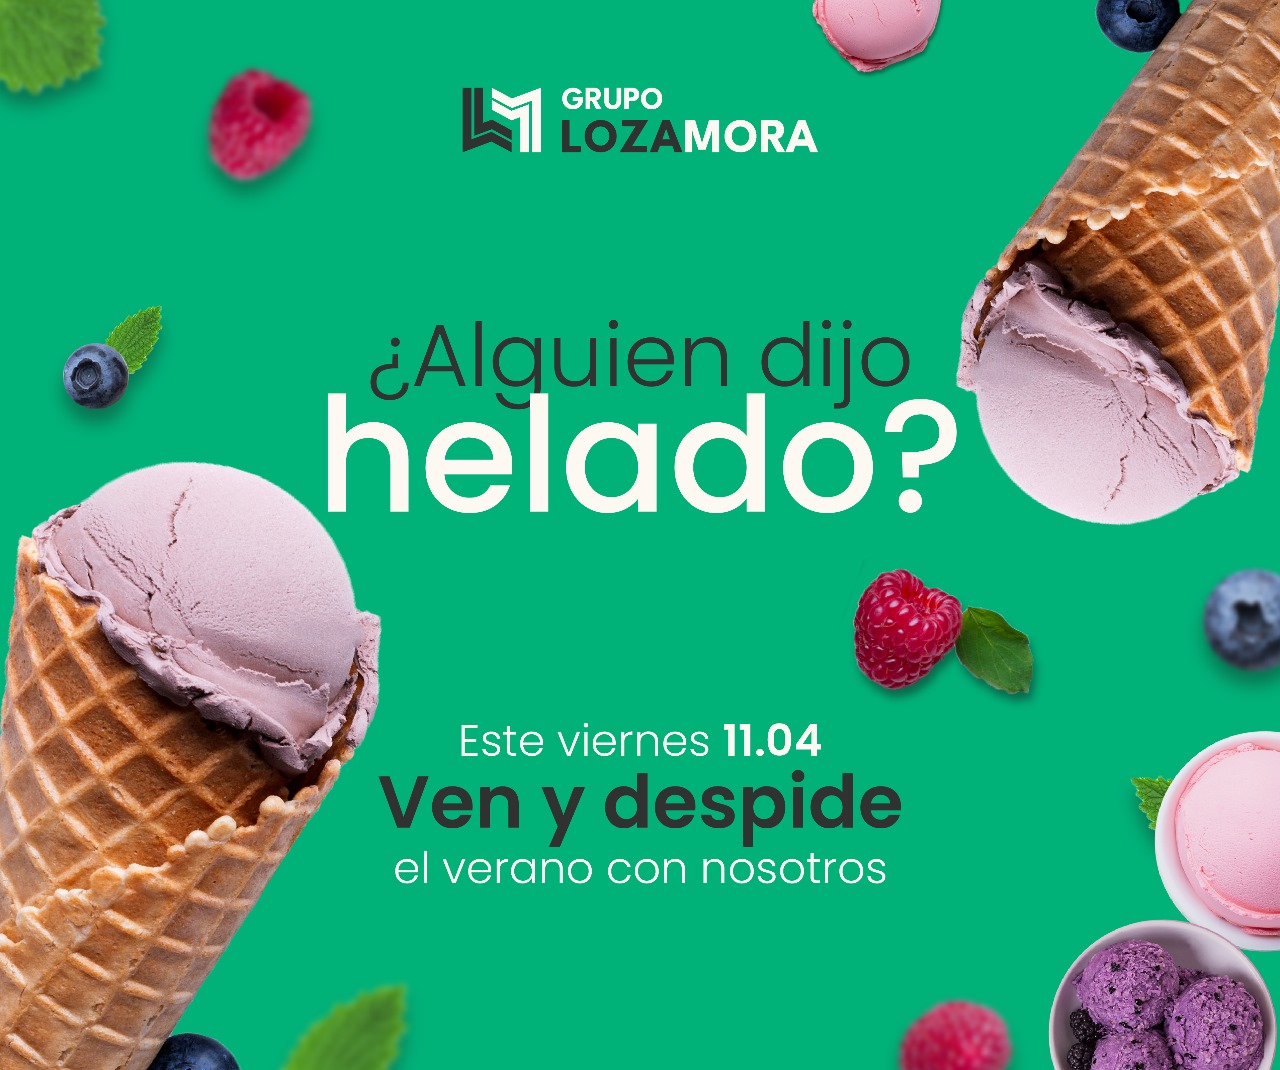 GRUPO
LOZAMORA
¿Alguien dijo
helado?
Este viernes 11.04
Ven y despide
el verano con nosotros